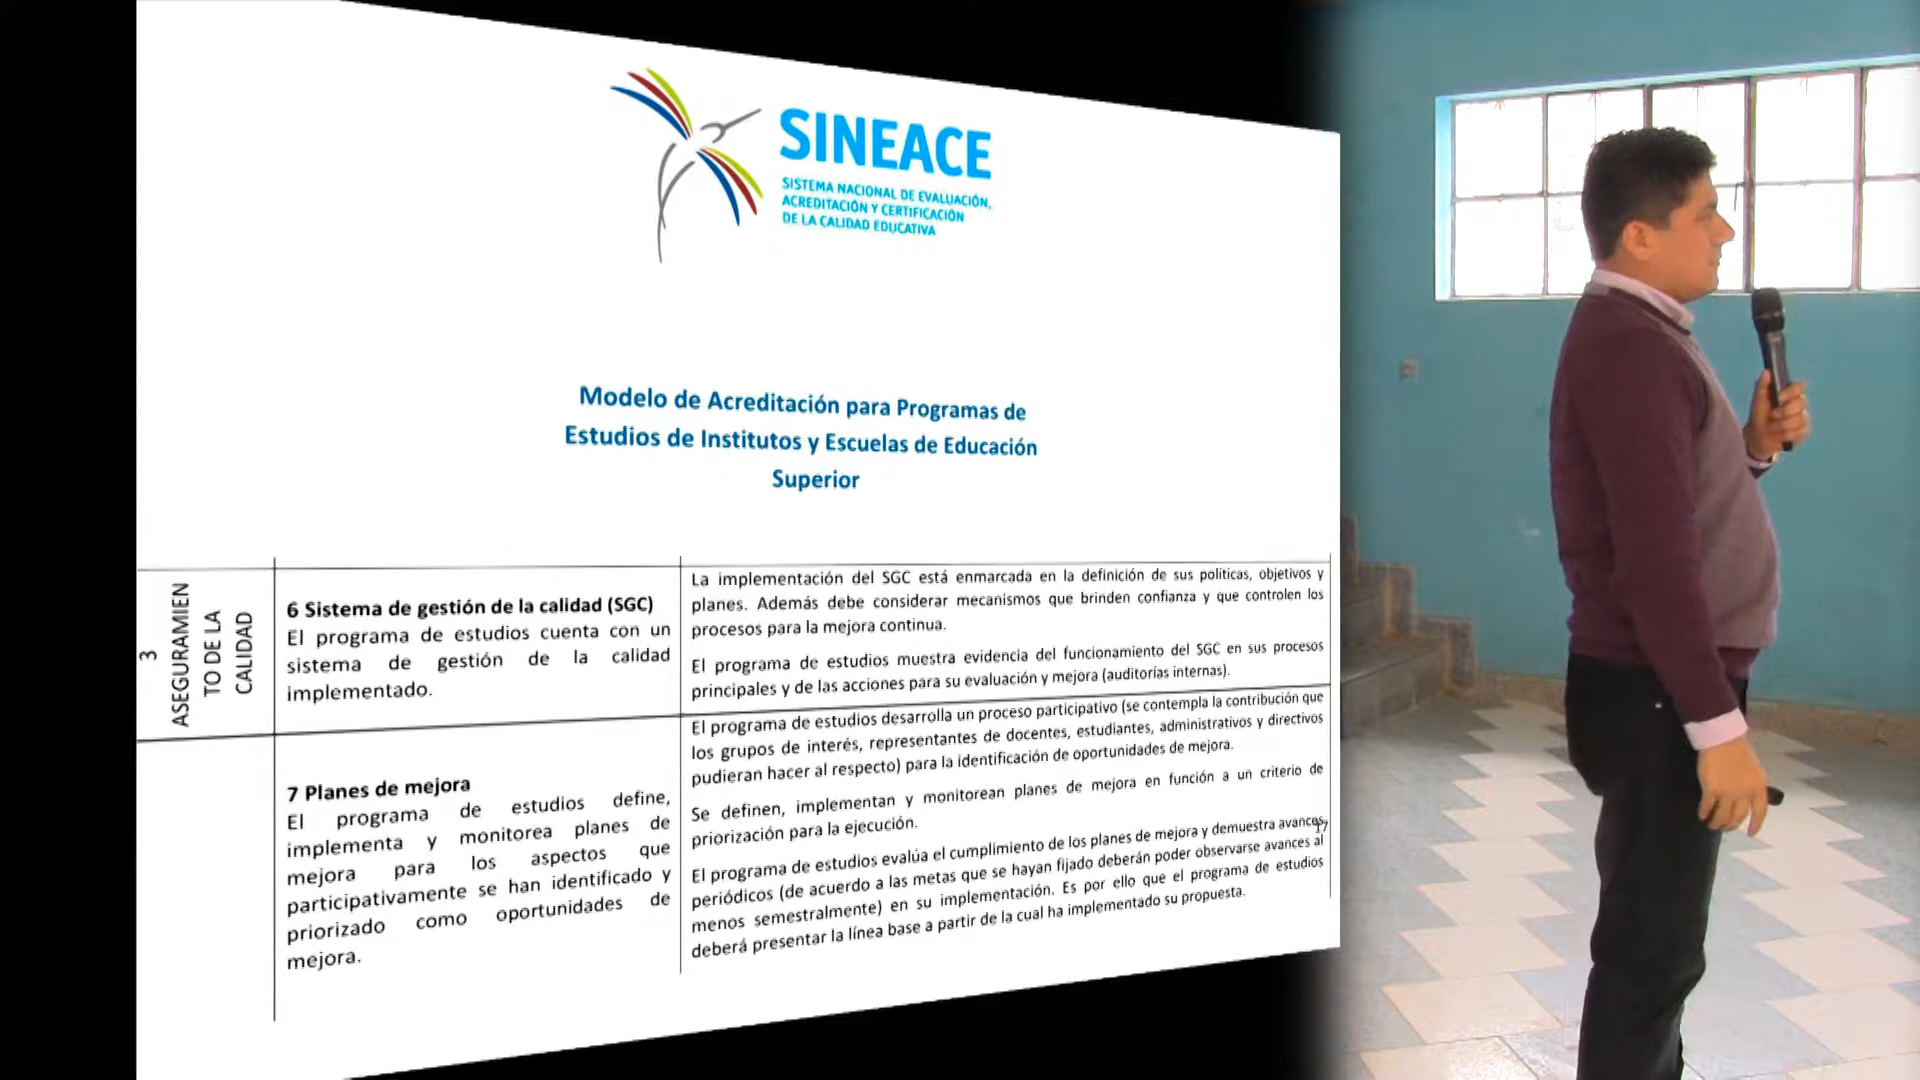 SINEACE
SISTEMA NACIONAL DE EVALUACIÓN,
ACREDITACIÓN Y CERTIFICACIÓN
DE LA CALIDAD EDUCATIVA
Modelo de Acreditación para Programas de
Estudios de Institutos y Escuelas de Educación
Superior
3
ASEGURAMIEN
TO DE LA
CALIDAD
6 Sistema de gestión de la calidad (SGC)
El programa de estudios cuenta con un
sistema de gestión de la calidad
implementado.
La implementación del SGC está enmarcada en la definición de sus políticas, objetivos y
planes. Además debe considerar mecanismos que brinden confianza y que controlen los
procesos para la mejora continua.
El programa de estudios muestra evidencia del funcionamiento del SGC en sus procesos
principales y de las acciones para su evaluación y mejora (auditorías internas).
7 Planes de mejora
El programa de estudios define,
implementa y monitorea planes de
mejora para los aspectos que
participativamente se han identificado y
priorizado como oportunidades de
mejora.
El programa de estudios desarrolla un proceso participativo (se contempla la contribución que
los grupos de interés, representantes de docentes, estudiantes, administrativos y directivos
pudieran hacer al respecto) para la identificación de oportunidades de mejora.
Se definen, implementan y monitorean planes de mejora en función a un criterio de
priorización para la ejecución.
17
El programa de estudios evalúa el cumplimiento de los planes de mejora y demuestra avances
periódicos (de acuerdo a las metas que se hayan fijado deberán poder observarse avances al
menos semestralmente) en su implementación. Es por ello que el programa de estudios
deberá presentar la línea base a partir de la cual ha implementado su propuesta.